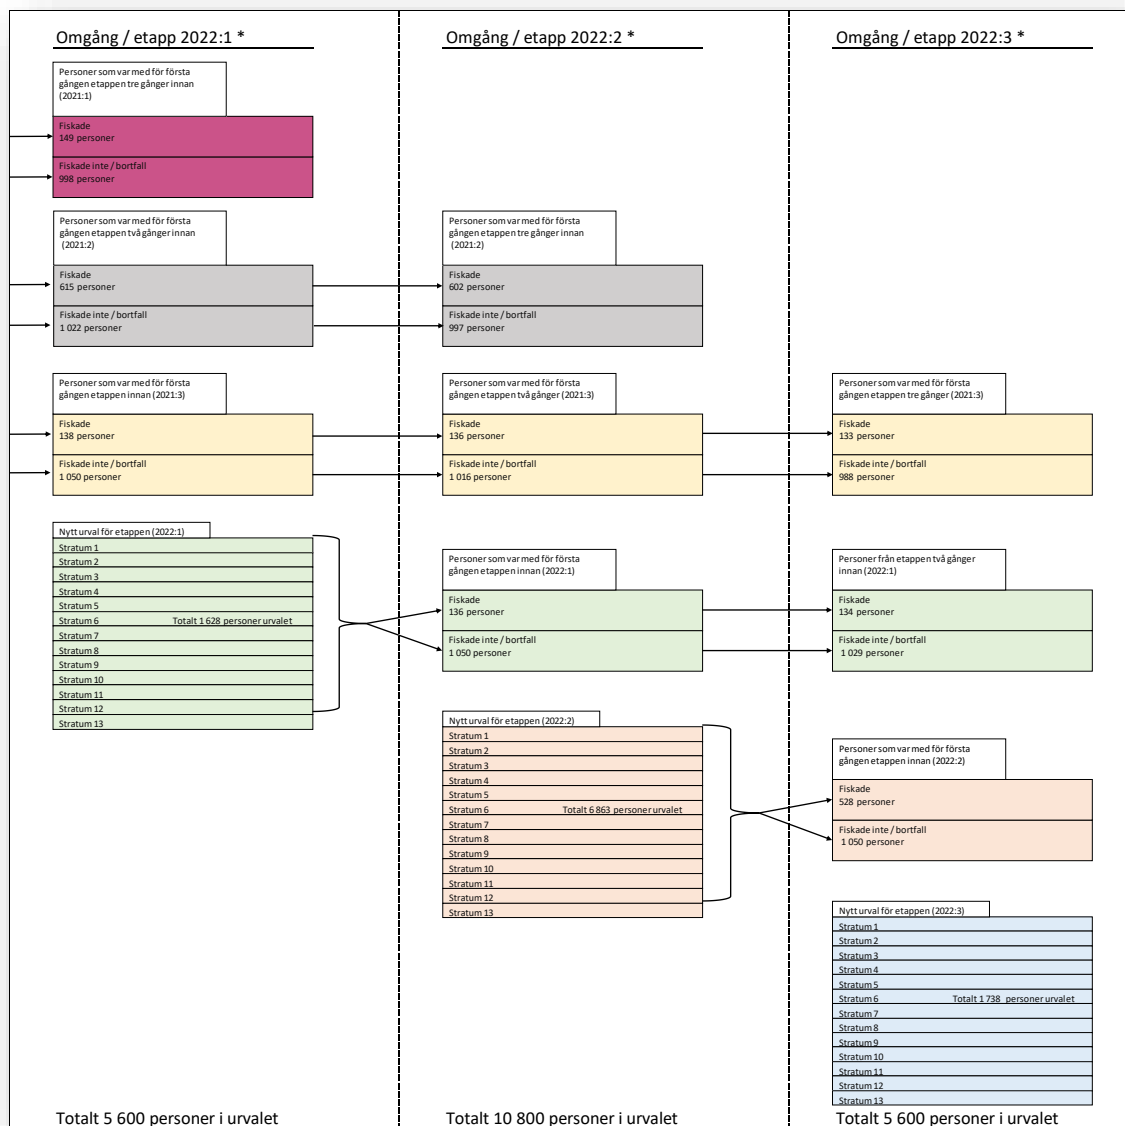 Omgång / etapp 2022:1 *
Personer som var med för första
gången etappen tre gånger innan
(2021:1)
Fiskade
149 personer
Fiskade inte / bortfall
998 personer
Personer som var med för första
gången etappen två gånger innan
(2021:2)
Fiskade
615 personer
Fiskade inte / bortfall
1 022 personer
Personer som var med för första
gången etappen innan (2021:3)
Fiskade
138 personer
Fiskade inte / bortfall
1 050 personer
Nytt urval för etappen (2022:1)
Stratum 1
Stratum 2
Stratum 3
Stratum 4
Stratum 5
Stratum 6 Totalt 1 628 personer urvalet
Stratum 7
Stratum 8
Stratum 9
Stratum 10
Stratum 11
Stratum 12
Stratum 13
Totalt 5 600 personer i urvalet
Omgång / etapp 2022:2 *
Personer som var med för första
gången etappen tre gånger innan
(2021:2)
Fiskade
602 personer
Fiskade inte / bortfall
997 personer
Personer som var med för första
gången etappen två gånger (2021:3)
Fiskade
136 personer
Fiskade inte / bortfall
1 016 personer
Personer som var med för första
gången etappen innan (2022:1)
Fiskade
136 personer
Fiskade inte / bortfall
1 050 personer
Nytt urval för etappen (2022:2)
Stratum 1
Stratum 2
Stratum 3
Stratum 4
Stratum 5
Stratum 6 Totalt 6 863 personer urvalet
Stratum 7
Stratum 8
Stratum 9
Stratum 10
Stratum 11
Stratum 12
Stratum 13
Totalt 10 800 personer i urvalet
Omgång / etapp 2022:3 *
Personer som var med för första
gången etappen tre gånger (2021:3)
Fiskade
133 personer
Fiskade inte / bortfall
988 personer
Personer från etappen två gånger
innan (2022:1)
Fiskade
134 personer
Fiskade inte / bortfall
1 029 personer
Personer som var med för första
gången etappen innan (2022:2)
Fiskade
528 personer
Fiskade inte / bortfall
1 050 personer
Nytt urval för etappen (2022:3)
Stratum 1
Stratum 2
Stratum 3
Stratum 4
Stratum 5
Stratum 6 Totalt 1 738 personer urvalet
Stratum 7
Stratum 8
Stratum 9
Stratum 10
Stratum 11
Stratum 12
Stratum 13
Totalt 5 600 personer i urvalet